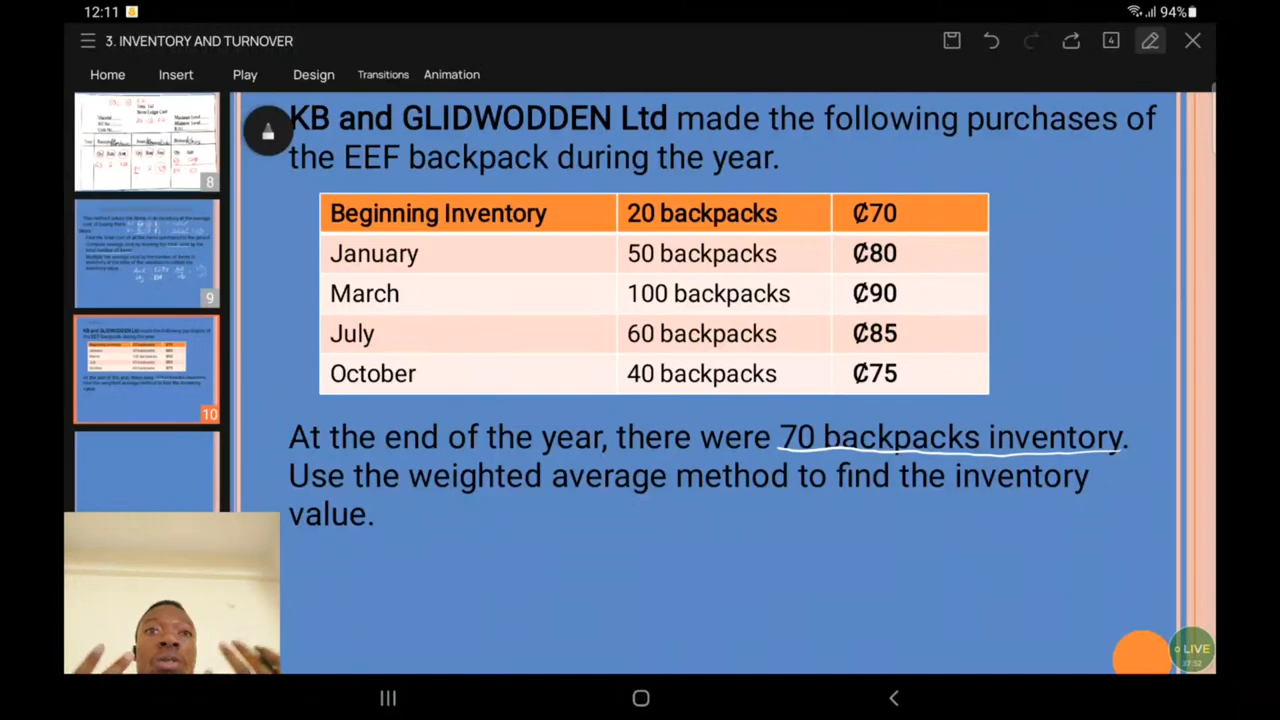 12:11
94%
3. INVENTORY AND TURNOVER
4
Home Insert Play Design Transitions Animation
8
9
10
KB and GLIDWODDEN Ltd made the following purchases of
the EEF backpack during the year.
Beginning Inventory 20 backpacks ₵70
January 50 backpacks ₵80
March 100 backpacks ₵90
July 60 backpacks ₵85
October 40 backpacks ₵75
At the end of the year, there were 70 backpacks inventory.
Use the weighted average method to find the inventory
value.
LIVE
37:52